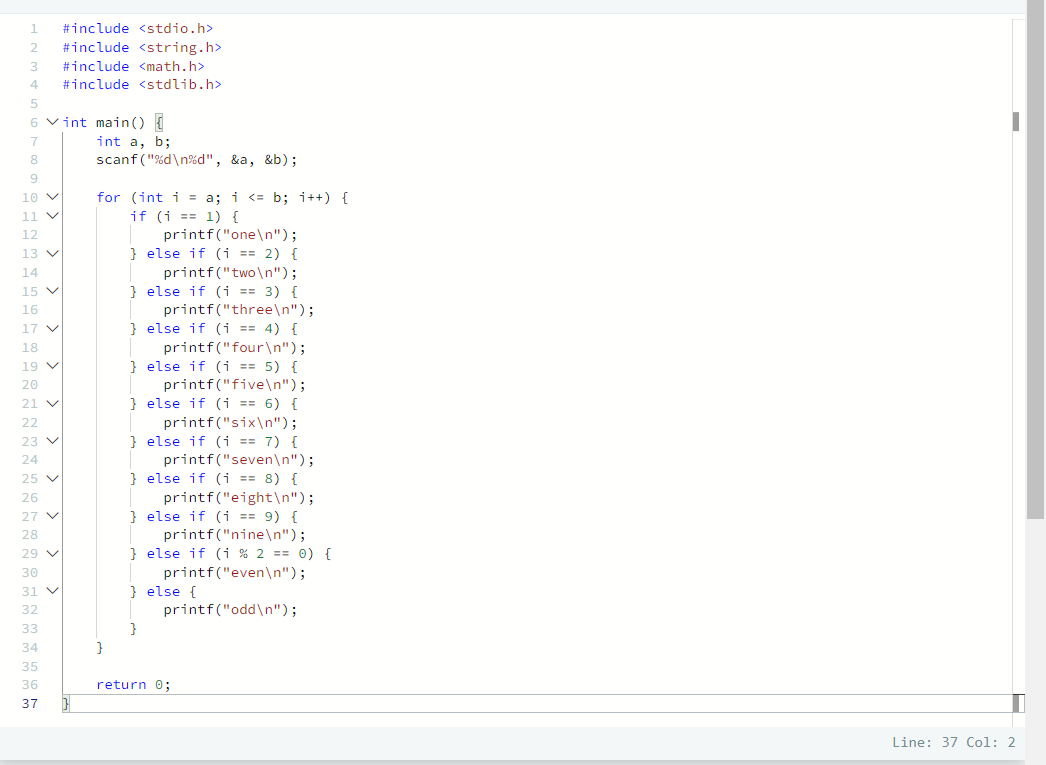 1 #include <stdio.h>
2 #include <string.h>
3 #include <math.h>
4 #include <stdlib.h>
5
6 int main() {
7     int a, b;
8     scanf("%d\n%d", &a, &b);
9
10     for (int i = a; i <= b; i++) {
11         if (i == 1) {
12             printf("one\n");
13         } else if (i == 2) {
14             printf("two\n");
15         } else if (i == 3) {
16             printf("three\n");
17         } else if (i == 4) {
18             printf("four\n");
19         } else if (i == 5) {
20             printf("five\n");
21         } else if (i == 6) {
22             printf("six\n");
23         } else if (i == 7) {
24             printf("seven\n");
25         } else if (i == 8) {
26             printf("eight\n");
27         } else if (i == 9) {
28             printf("nine\n");
29         } else if (i % 2 == 0) {
30             printf("even\n");
31         } else {
32             printf("odd\n");
33         }
34     }
35
36     return 0;
37 }
Line: 37 Col: 2